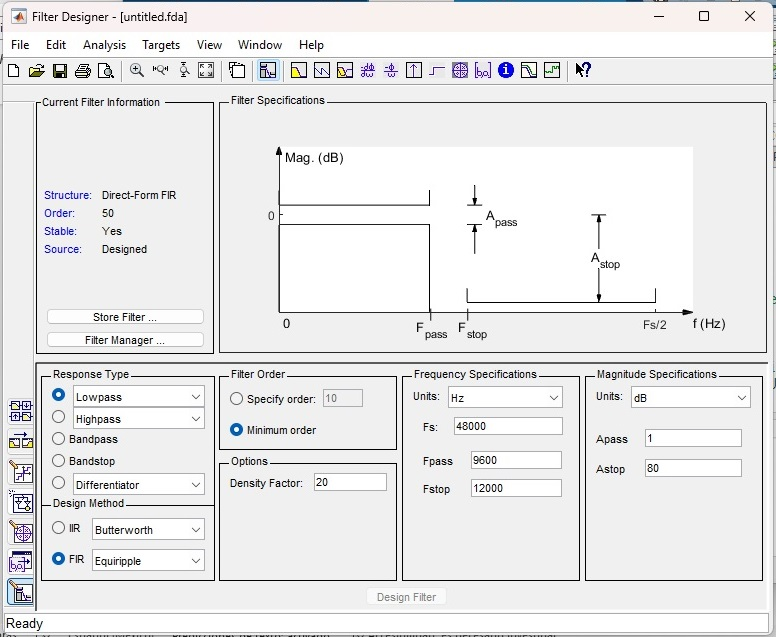 Filter Designer - [untitled.fda]
File Edit Analysis Targets View Window Help
Current Filter Information
Structure: Direct-Form FIR
Order: 50
Stable: Yes
Source: Designed
Store Filter ...
Filter Manager ...
Filter Specifications
Mag. (dB)
0
Apass
Astop
0
Fpass
Fstop
Fs/2
f (Hz)
Response Type
Lowpass
Highpass
Bandpass
Bandstop
Differentiator
Design Method
IIR Butterworth
FIR Equiripple
Filter Order
Specify order: 10
Minimum order
Options
Density Factor: 20
Frequency Specifications
Units: Hz
Fs: 48000
Fpass 9600
Fstop 12000
Magnitude Specifications
Units: dB
Apass 1
Astop 80
Design Filter
Ready